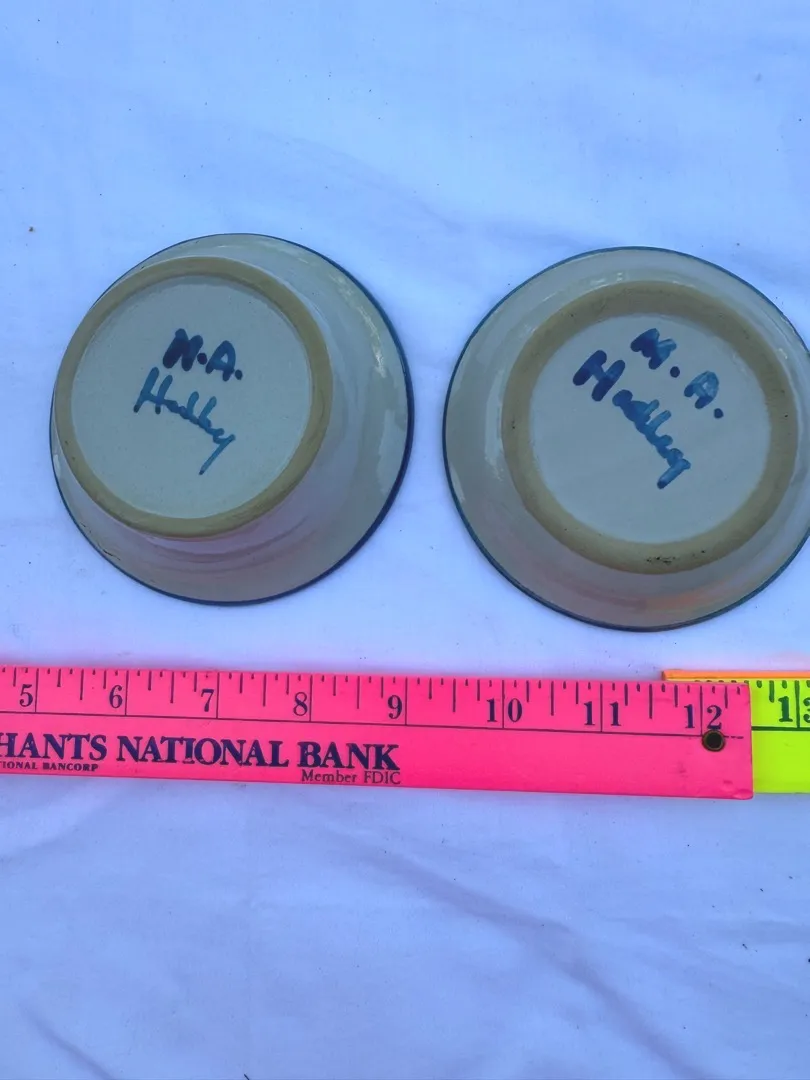 M.A.
Hadley
M.A.
Hadley
5 6 7 8 9 10 11 12 13
HANTS NATIONAL BANK
IONAL BANCORP
Member FDIC